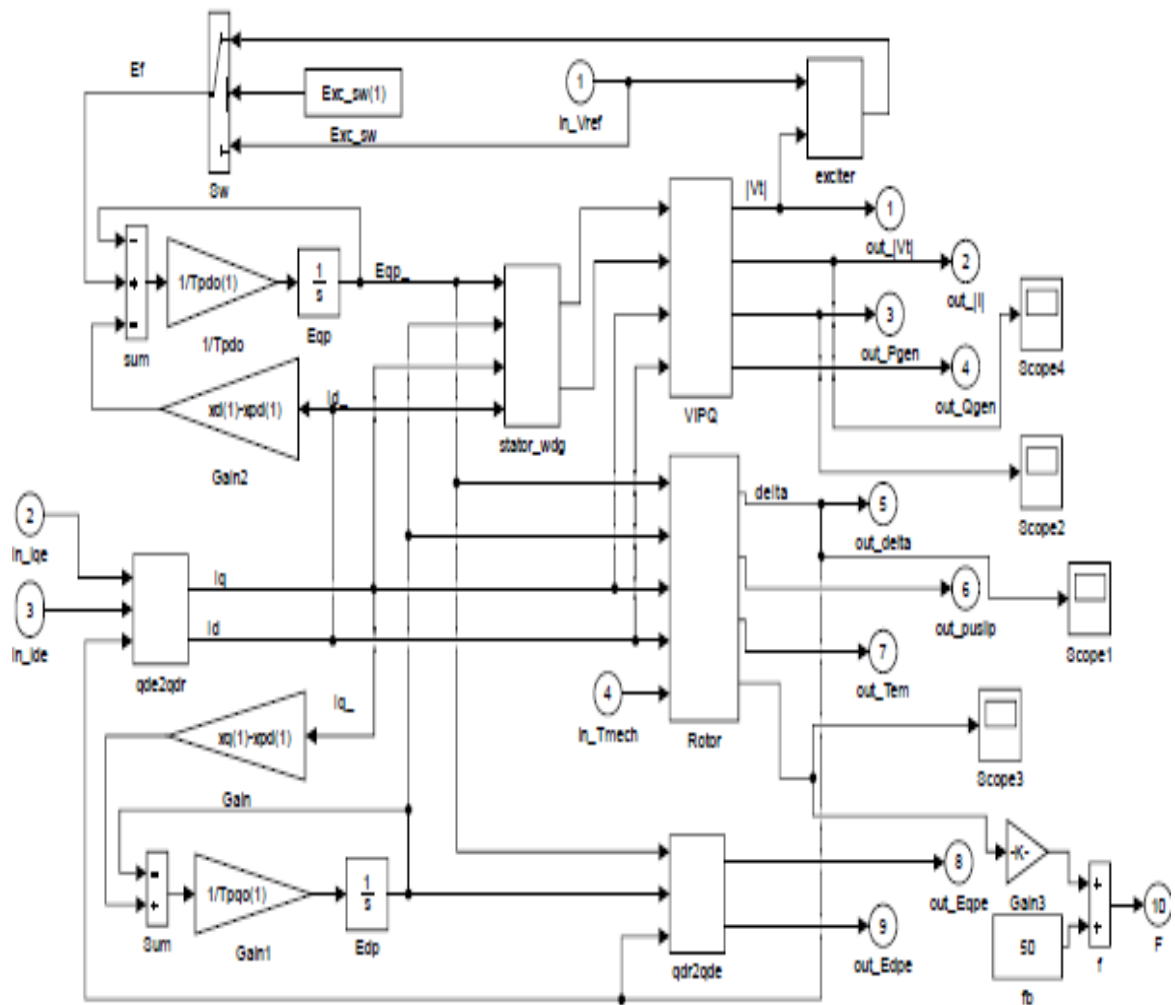 Ef
Exc_sw(1)
Exc_sw
Sw
1
In_Vref
exciter
|Vt|
1
out_|Vt|
2
out_|I|
3
out_Pgen
4
out_Qgen
Scope4
VIPQ
-
+
-
sum
1/Tpdo(1)
1/Tpdo
1
s
Eqp
Eqp_
stator_wdg
xd(1)-xpd(1)
Gain2
Id_
Scope2
delta
5
out_delta
6
out_puslip
7
out_Tem
Scope1
2
In_Iqe
3
In_Ide
qde2qdr
Iq
Id
4
In_Tmech
Rotor
Scope3
xq(1)-xpd(1)
Iq_
Gain
-
+
Sum
1/Tpqo(1)
Gain1
1
s
Edp
qdr2qde
8
out_Eqpe
9
out_Edpe
-K-
Gain3
50
fb
+
+
f
10
F